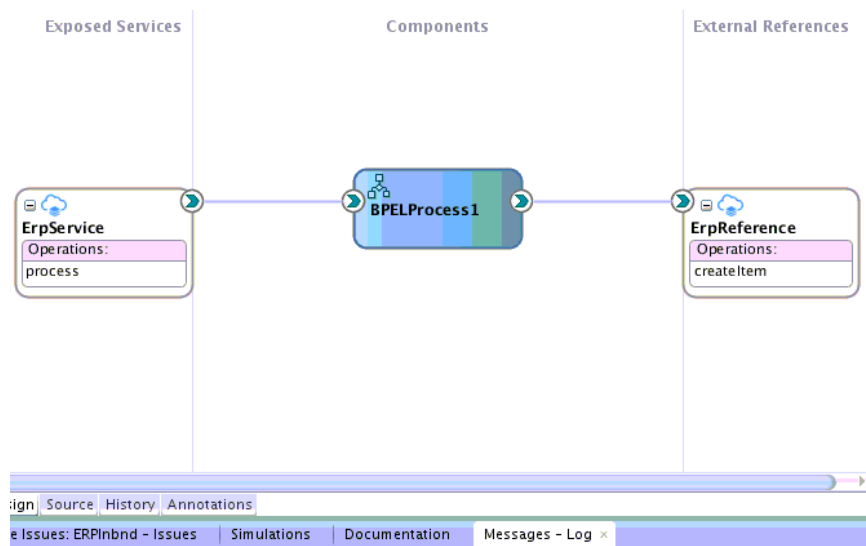 Exposed Services
Components
External References
ErpService
Operations:
process
BPELProcess1
ErpReference
Operations:
createItem
ign Source History Annotations
e Issues: ERPInbnd - Issues Simulations Documentation Messages - Log ×